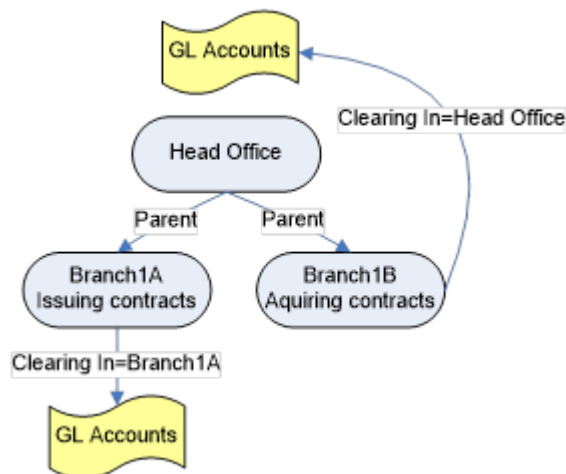 GL Accounts
Clearing In=Head Office
Head Office
Parent
Parent
Branch1A
Issuing contracts
Branch1B
Aquiring contracts
Clearing In=Branch1A
GL Accounts